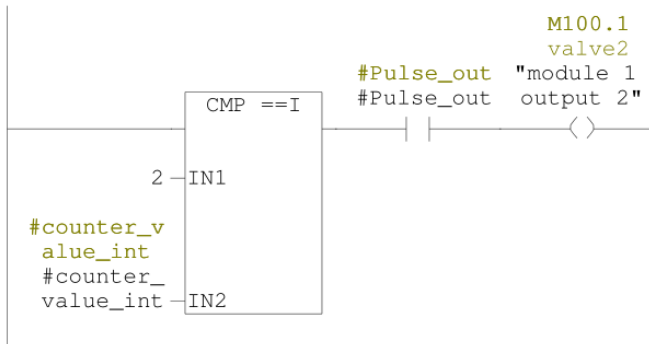 M100.1
valve2
#Pulse_out "module 1
#Pulse_out output 2"
CMP ==I
2 IN1
#counter_v
alue_int
#counter_
value_int IN2